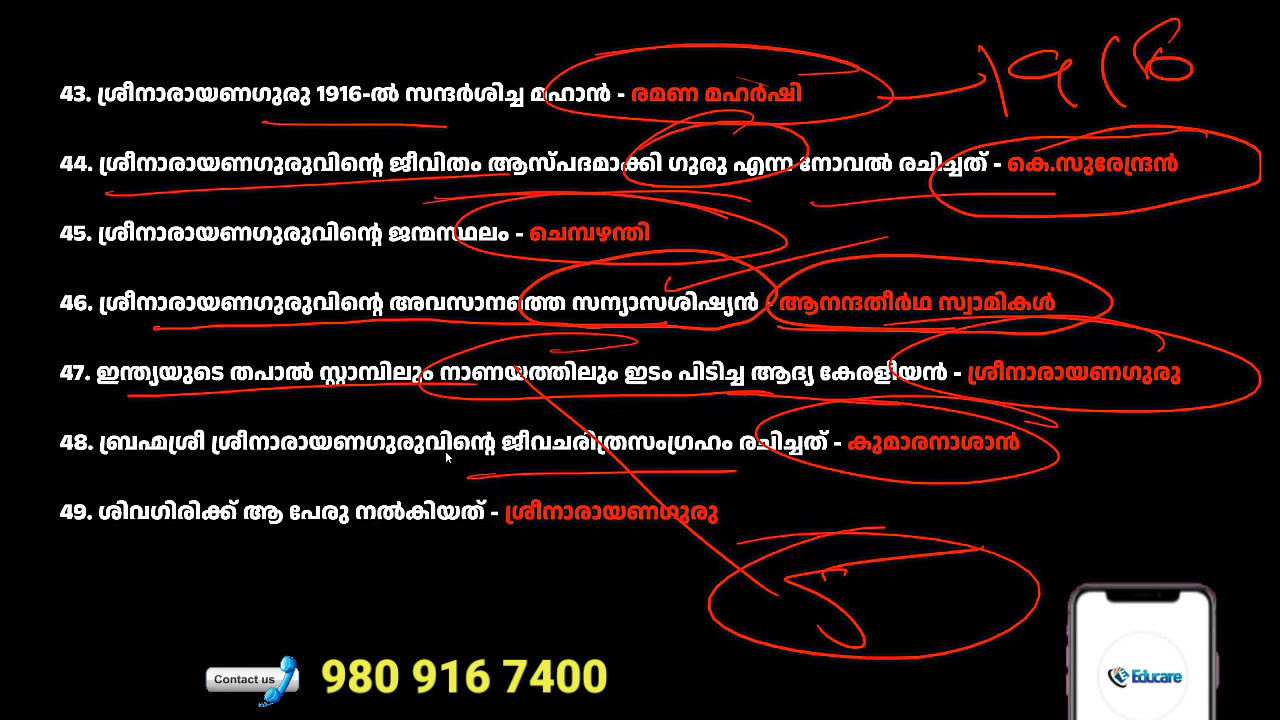 1916
43. ശ്രീനാരായണഗുരു 1916-ൽ സന്ദർശിച്ച മഹാൻ - രമണ മഹർഷി
44. ശ്രീനാരായണഗുരുവിന്റെ ജീവിതം ആസ്പദമാക്കി ഗുരു എന്ന നോവൽ രചിച്ചത് - കെ.സുരേന്ദ്രൻ
45. ശ്രീനാരായണഗുരുവിന്റെ ജന്മസ്ഥലം - ചെമ്പഴന്തി
46. ശ്രീനാരായണഗുരുവിന്റെ അവസാനത്തെ സന്യാസശിഷ്യൻ - ആനന്ദതീർഥ സ്വാമികൾ
47. ഇന്ത്യയുടെ തപാൽ സ്റ്റാമ്പിലും നാണയത്തിലും ഇടം പിടിച്ച ആദ്യ കേരളീയൻ - ശ്രീനാരായണഗുരു
48. ബ്രഹ്മശ്രീ ശ്രീനാരായണഗുരുവിന്റെ ജീവചരിത്രസംഗ്രഹം രചിച്ചത് - കുമാരനാശാൻ
49. ശിവഗിരിക്ക് ആ പേരു നൽകിയത് - ശ്രീനാരായണഗുരു
5
Contact us 980 916 7400
Educare